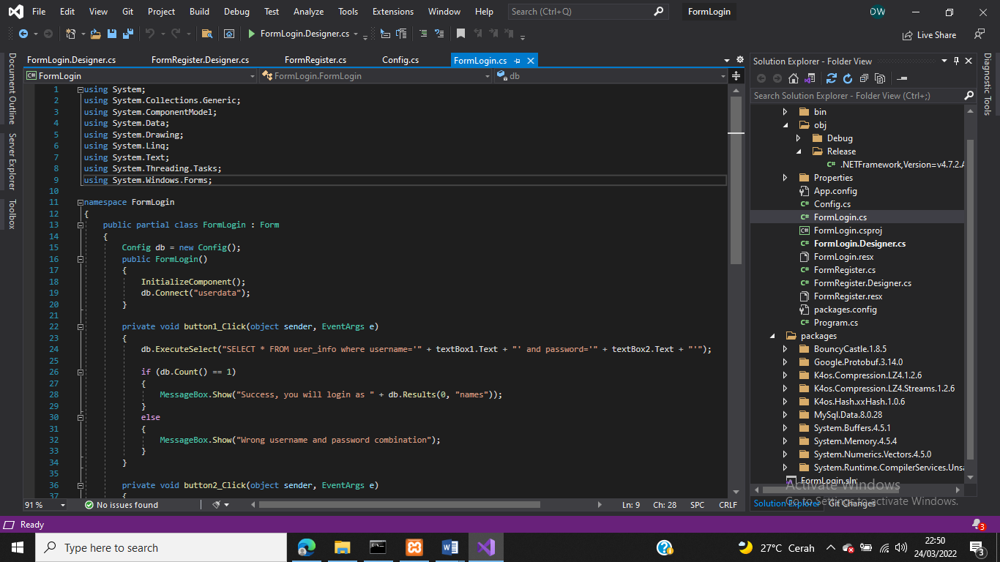 File Edit View Git Project Build Debug Test Analyze Tools Extensions Window Help Search (Ctrl+Q) FormLogin OW
FormLogin.Designer.cs Live Share
FormLogin.Designer.cs FormRegister.Designer.cs FormRegister.cs Config.cs FormLogin.cs
C# FormLogin FormLogin.FormLogin db
Document Outline
Server Explorer
Toolbox
1 using System;
2 using System.Collections.Generic;
3 using System.ComponentModel;
4 using System.Data;
5 using System.Drawing;
6 using System.Linq;
7 using System.Text;
8 using System.Threading.Tasks;
9 using System.Windows.Forms;
10
11 namespace FormLogin
12 {
13 public partial class FormLogin : Form
14 {
15 Config db = new Config();
16 public FormLogin()
17 {
18 InitializeComponent();
19 db.Connect("userdata");
20 }
21
22 private void button1_Click(object sender, EventArgs e)
23 {
24 db.ExecuteSelect("SELECT * FROM user_info where username='" + textBox1.Text + "' and password='" + textBox2.Text + "'");
25
26 if (db.Count() == 1)
27 {
28 MessageBox.Show("Success, you will login as " + db.Results(0, "names"));
29 }
30 else
31 {
32 MessageBox.Show("Wrong username and password combination");
33 }
34 }
35
36 private void button2_Click(object sender, EventArgs e)
37 {
91 % No issues found Ln: 9 Ch: 28 SPC CRLF
Solution Explorer - Folder View
Search Solution Explorer - Folder View (Ctrl+;)
bin
obj
Debug
Release
C# .NETFramework,Version=v4.7.2.A
Properties
App.config
C# Config.cs
C# FormLogin.cs
C# FormLogin.csproj
C# FormLogin.Designer.cs
FormLogin.resx
C# FormRegister.cs
C# FormRegister.Designer.cs
FormRegister.resx
packages.config
C# Program.cs
packages
BouncyCastle.1.8.5
Google.Protobuf.3.14.0
K4os.Compression.LZ4.1.2.6
K4os.Compression.LZ4.Streams.1.2.6
K4os.Hash.xxHash.1.0.6
MySql.Data.8.0.28
System.Buffers.4.5.1
System.Memory.4.5.4
System.Numerics.Vectors.4.5.0
System.Runtime.CompilerServices.Unsa
FormLogin.sln
Solution Explorer Git Changes
Activate Windows
Go to Settings to activate Windows.
Diagnostic Tools
Ready 3
Type here to search 27°C Cerah 22:50
24/03/2022 3